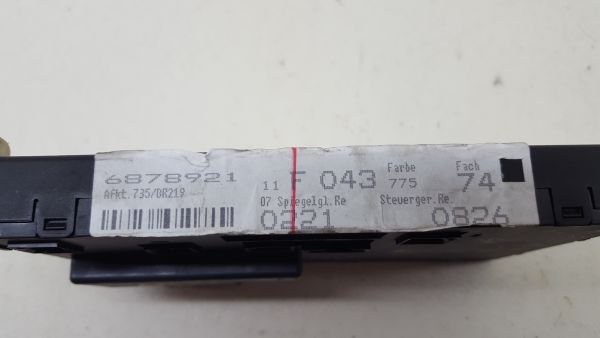 6878921
Afkt.735/DR219
11 F 043
Farbe
775
Fach
74
07 Spiegelgl.Re
0221
Steuerger.Re.
0826